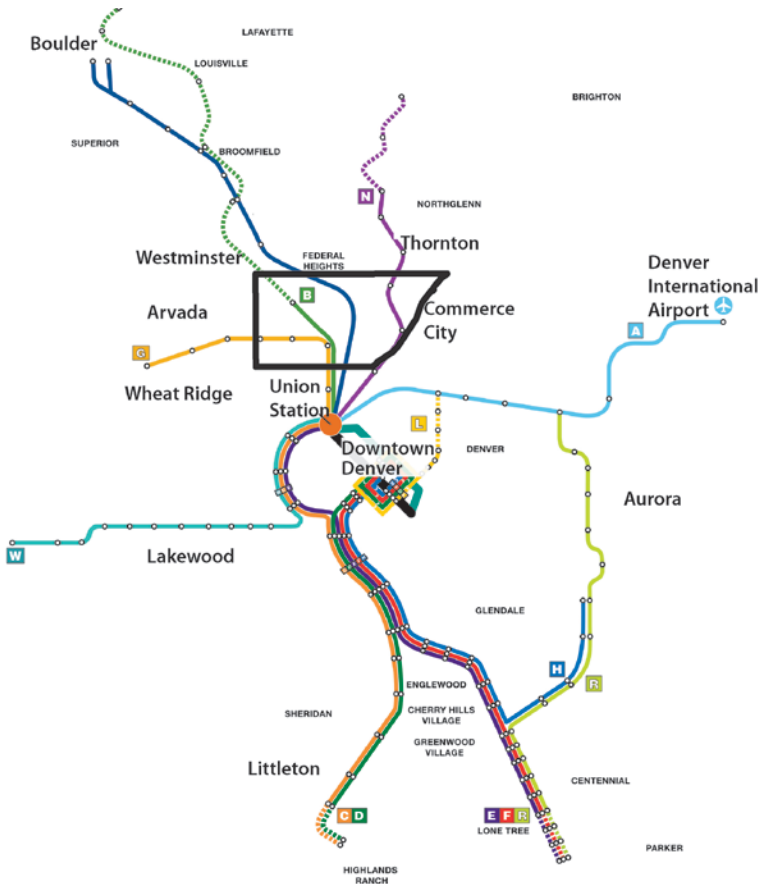 LAFAYETTE
Boulder
LOUISVILLE
BRIGHTON
SUPERIOR
BROOMFIELD
N
NORTHGLENN
Thornton
Westminster
FEDERAL
HEIGHTS
Denver
International
Airport
B
Arvada
Commerce
City
A
G
Wheat Ridge
Union
Station
L
Downtown
Denver
DENVER
Aurora
W
Lakewood
GLENDALE
H
R
ENGLEWOOD
SHERIDAN
CHERRY HILLS
VILLAGE
GREENWOOD
VILLAGE
Littleton
CENTENNIAL
C D
E F R
LONE TREE
PARKER
HIGHLANDS
RANCH